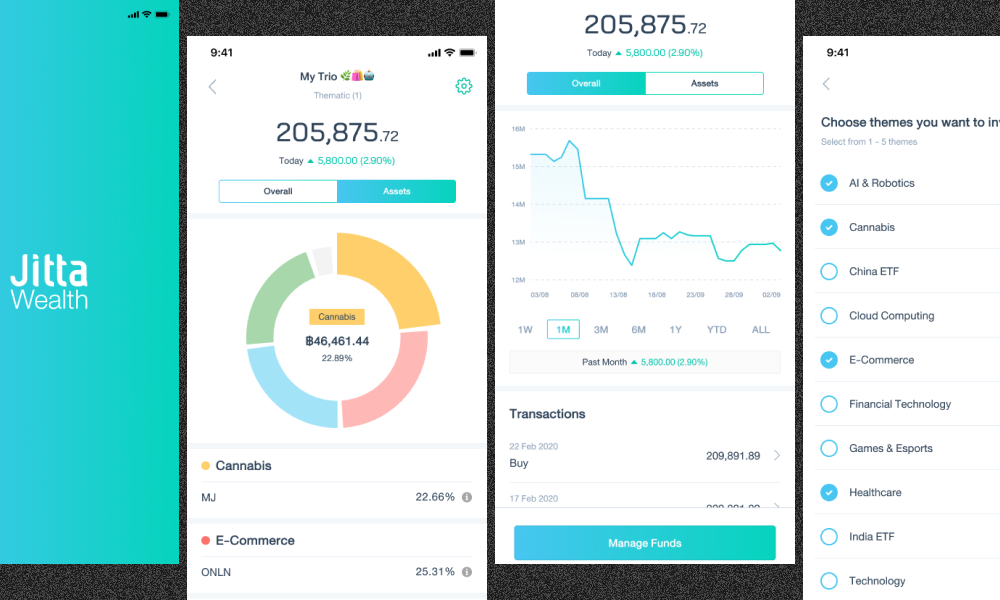 Jitta
Wealth
9:41
My Trio 🌿🛍️🤖
Thematic (1)
205,875.72
Today ▲ 5,800.00 (2.90%)
Overall
Assets
Cannabis
฿46,461.44
22.89%
Cannabis
MJ 22.66%
E-Commerce
ONLN 25.31%
205,875.72
Today ▲ 5,800.00 (2.90%)
Overall
Assets
16M
15M
14M
13M
12M
03/08 08/08 13/08 18/08 23/09 28/09 02/09
1W 1M 3M 6M 1Y YTD ALL
Past Month ▲ 5,800.00 (2.90%)
Transactions
22 Feb 2020
Buy 209,891.89
17 Feb 2020
Manage Funds
9:41
Choose themes you want to in
Select from 1 - 5 themes
AI & Robotics
Cannabis
China ETF
Cloud Computing
E-Commerce
Financial Technology
Games & Esports
Healthcare
India ETF
Technology